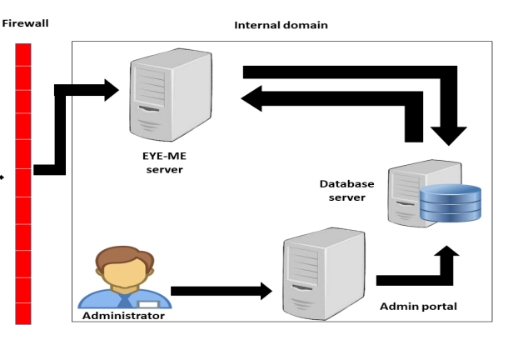 Firewall
Internal domain
EYE-ME
server
Database
server
Administrator
Admin portal